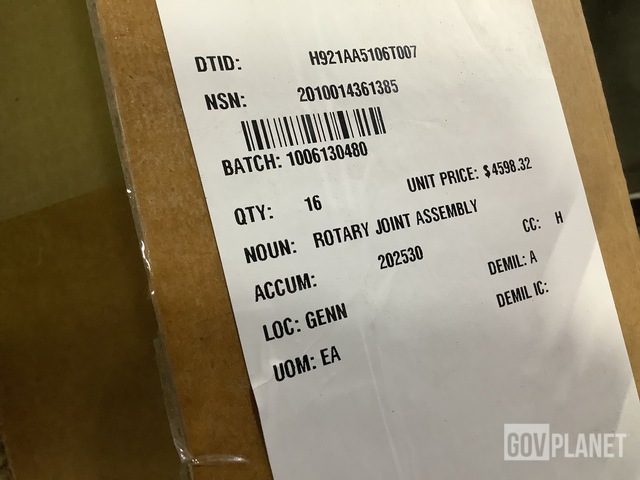 DTID: H921AA5106T007
NSN: 2010014361385
BATCH: 1006130480
QTY: 16 UNIT PRICE: $4598.32
NOUN: ROTARY JOINT ASSEMBLY
ACCUM: 202530 CC: H
LOC: GENN DEMIL: A
UOM: EA DEMIL IC:
GOVPLANET